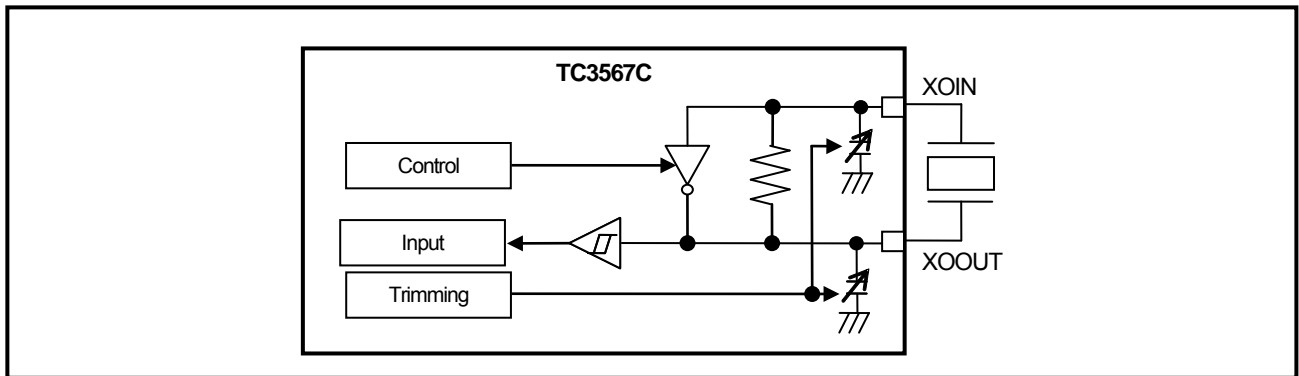 TC3567C
XOIN
Control
Input
XOOUT
Trimming